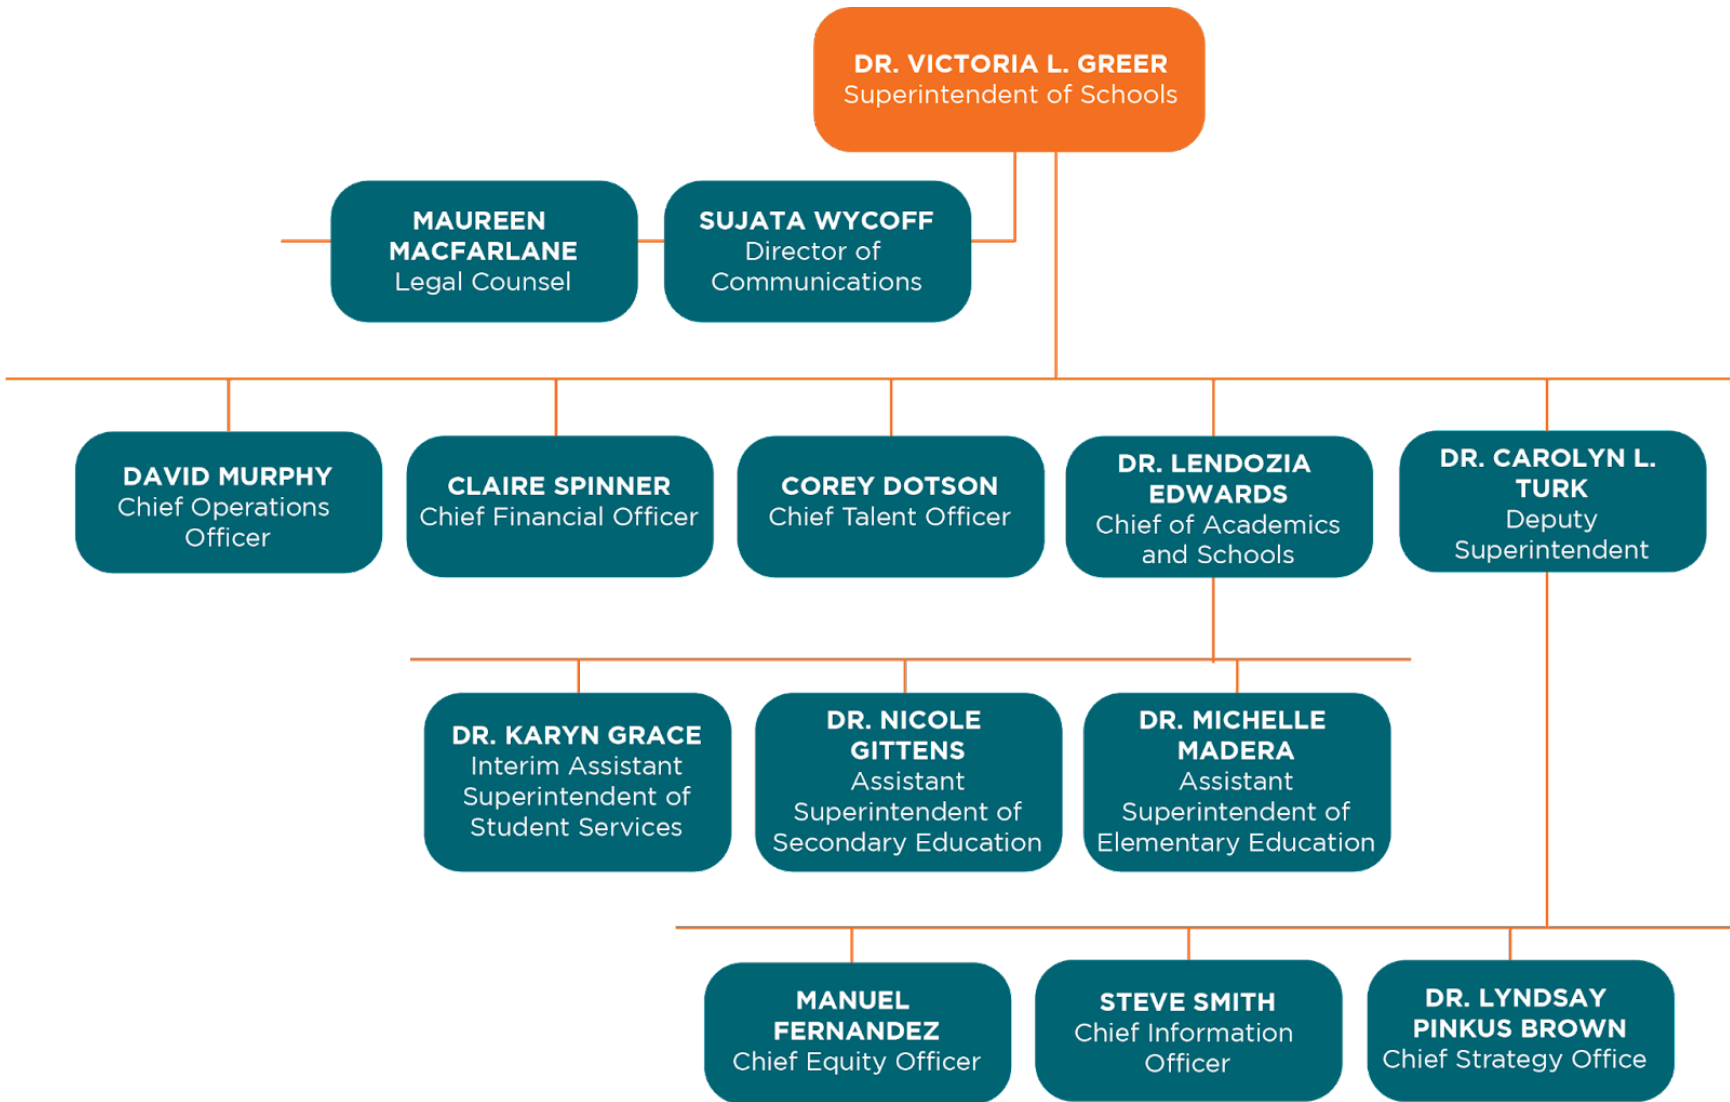 DR. VICTORIA L. GREER
Superintendent of Schools
MAUREEN
MACFARLANE
Legal Counsel
SUJATA WYCOFF
Director of
Communications
DAVID MURPHY
Chief Operations
Officer
CLAIRE SPINNER
Chief Financial Officer
COREY DOTSON
Chief Talent Officer
DR. LENDOZIA
EDWARDS
Chief of Academics
and Schools
DR. CAROLYN L.
TURK
Deputy
Superintendent
DR. KARYN GRACE
Interim Assistant
Superintendent of
Student Services
DR. NICOLE
GITTENS
Assistant
Superintendent of
Secondary Education
DR. MICHELLE
MADERA
Assistant
Superintendent of
Elementary Education
MANUEL
FERNANDEZ
Chief Equity Officer
STEVE SMITH
Chief Information
Officer
DR. LYNDSAY
PINKUS BROWN
Chief Strategy Office